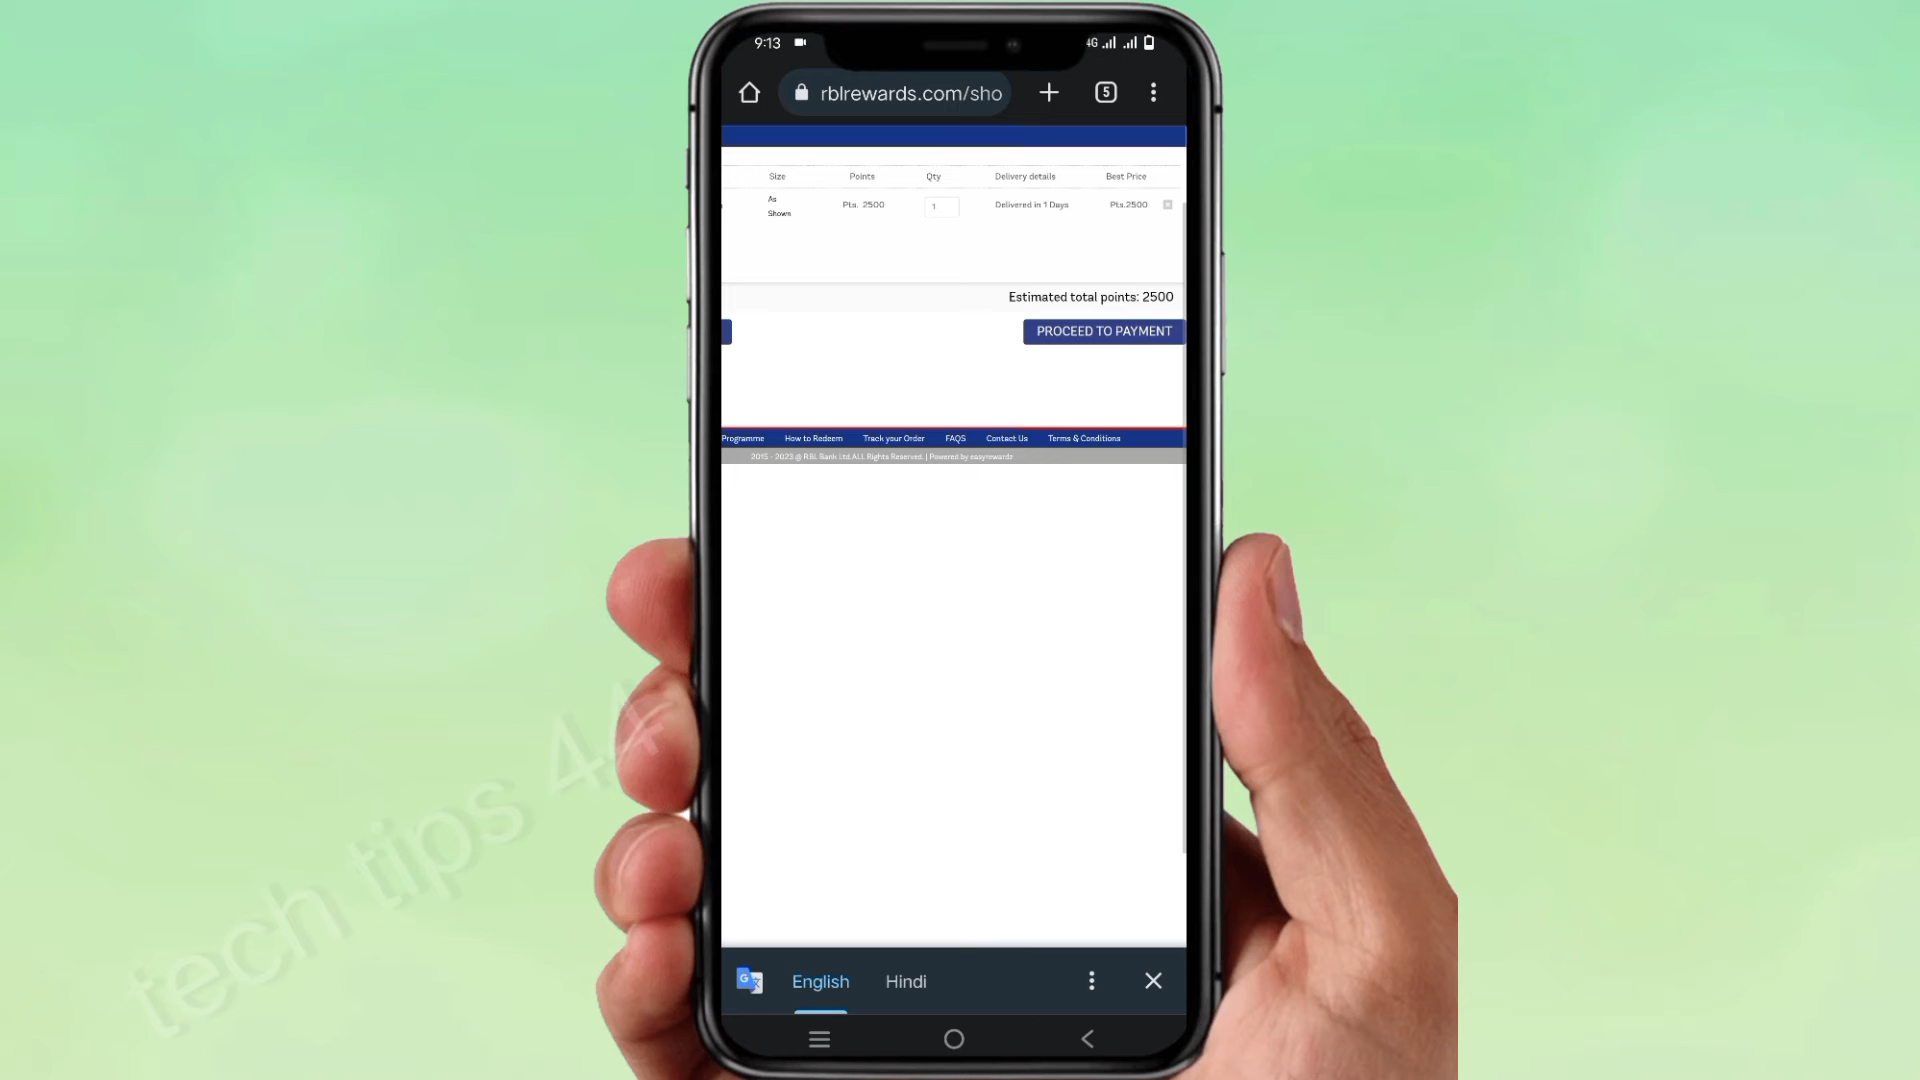 9:13
4G
rblrewards.com/sho
5
Size Points Qty Delivery details Best Price
As
Shown
Pts. 2500
1
Delivered in 1 Days
Pts.2500
Estimated total points: 2500
PROCEED TO PAYMENT
Programme How to Redeem Track your Order FAQS Contact Us Terms & Conditions
2015 - 2023 @ RBL Bank Ltd.ALL Rights Reserved. | Powered by easyrewardz
English Hindi
tech tips 44